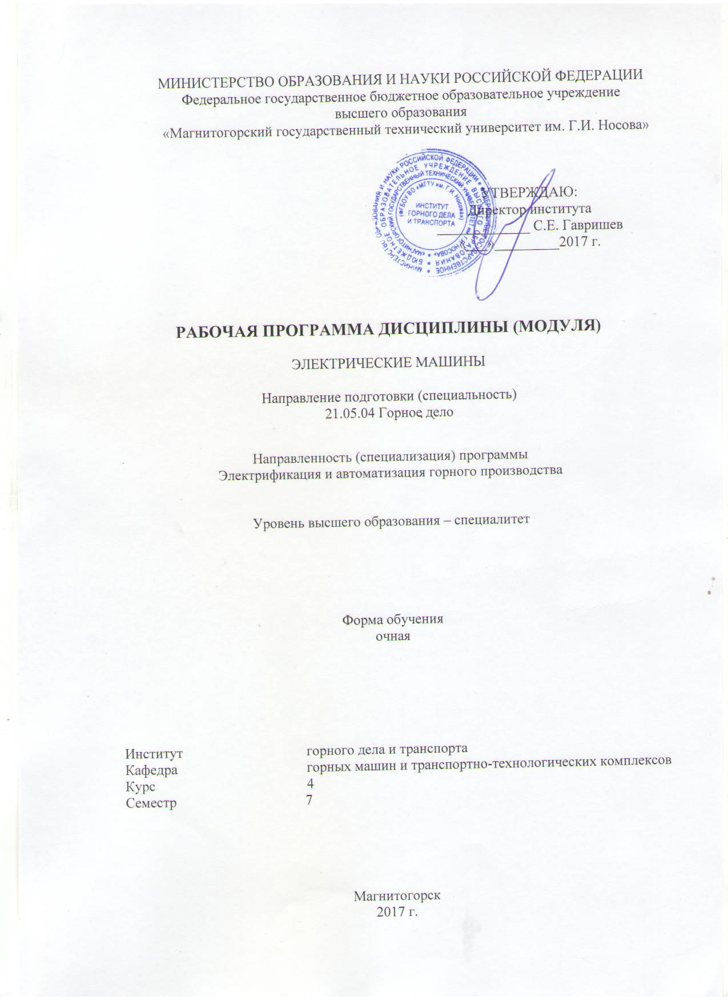 МИНИСТЕРСТВО ОБРАЗОВАНИЯ И НАУКИ РОССИЙСКОЙ ФЕДЕРАЦИИ
Федеральное государственное бюджетное образовательное учреждение
высшего образования
«Магнитогорский государственный технический университет им. Г.И. Носова»
УТВЕРЖДАЮ:
Директор института
С.Е. Гавришев
«___»_________2017 г.
МИНИСТЕРСТВО ОБРАЗОВАНИЯ И НАУКИ РОССИЙСКОЙ ФЕДЕРАЦИИ * ФЕДЕРАЛЬНОЕ ГОСУДАРСТВЕННОЕ *
БЮДЖЕТНОЕ ОБРАЗОВАТЕЛЬНОЕ УЧРЕЖДЕНИЕ ВЫСШЕГО ОБРАЗОВАНИЯ *
«МАГНИТОГОРСКИЙ ГОСУДАРСТВЕННЫЙ ТЕХНИЧЕСКИЙ УНИВЕРСИТЕТ им. Г.И. НОСОВА» *
(ФГБОУ ВО «МГТУ им. Г.И. Носова»)
ИНСТИТУТ
ГОРНОГО ДЕЛА
И ТРАНСПОРТА
РАБОЧАЯ ПРОГРАММА ДИСЦИПЛИНЫ (МОДУЛЯ)
ЭЛЕКТРИЧЕСКИЕ МАШИНЫ
Направление подготовки (специальность)
21.05.04 Горное дело
Направленность (специализация) программы
Электрификация и автоматизация горного производства
Уровень высшего образования – специалитет
Форма обучения
очная
Институт горного дела и транспорта
Кафедра горных машин и транспортно-технологических комплексов
Курс 4
Семестр 7
Магнитогорск
2017 г.